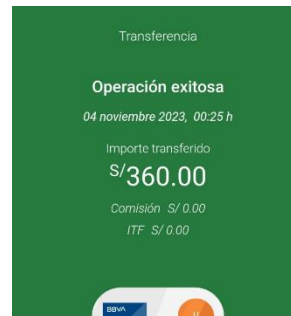 Transferencia
Operación exitosa
04 noviembre 2023, 00:25 h
Importe transferido
S/360.00
Comisión S/ 0.00
ITF S/ 0.00
BBVA